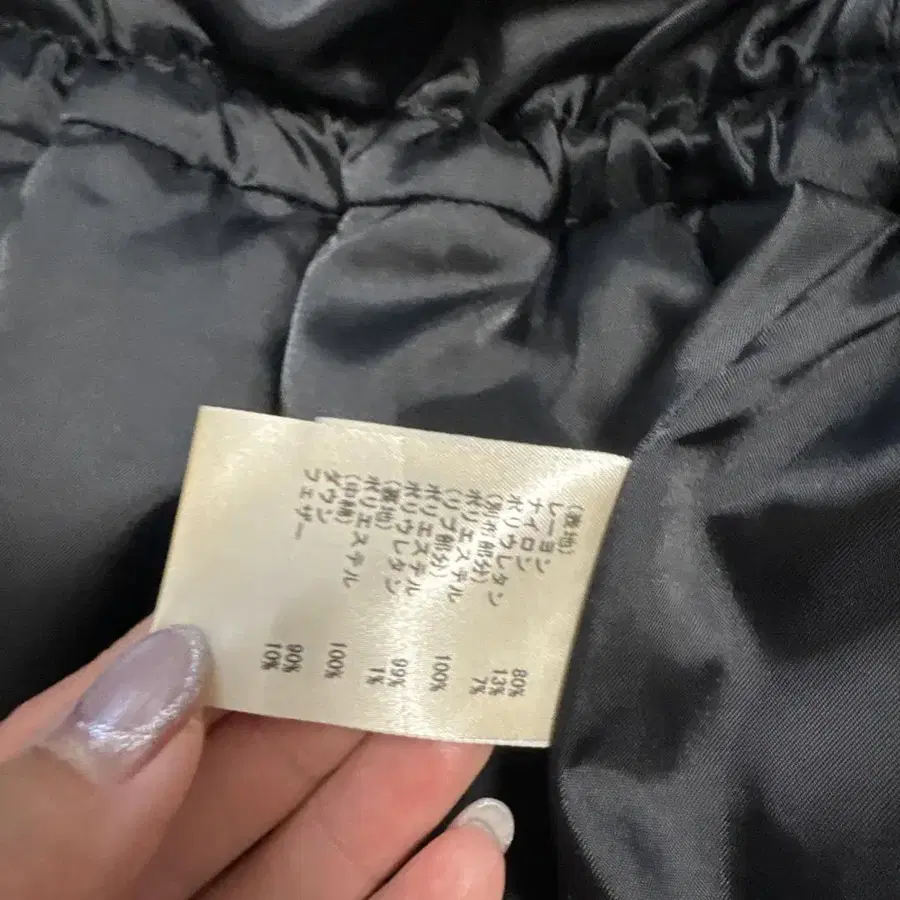 (表地)
レーヨン 80%
ナイロン 13%
ポリウレタン 7%
(別布部分)
ポリエステル 100%
(リブ部分)
ポリエステル 99%
ポリウレタン 1%
(裏地)
ポリエステル 100%
(中綿)
ダウン 90%
フェザー 10%